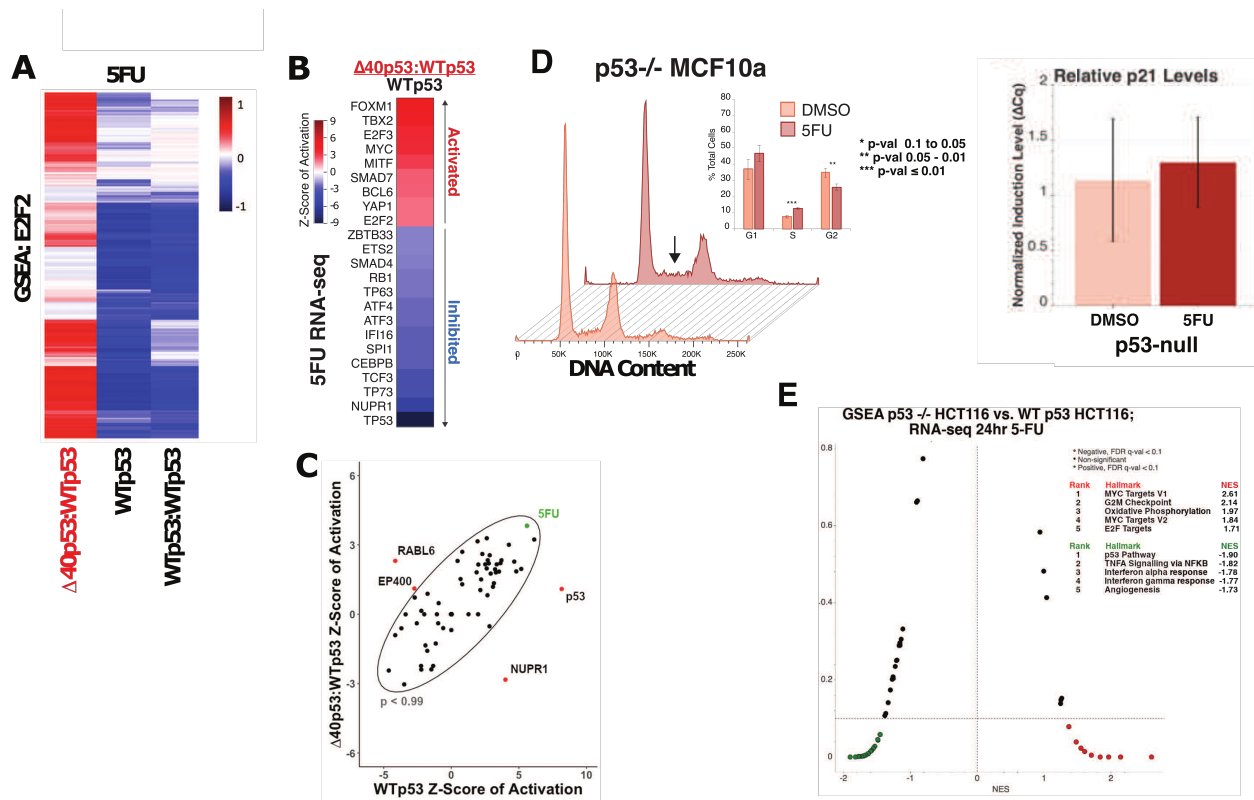 A
5FU
GSEA: E2F2
1
0
-1
Δ40p53:WTp53
WTp53
WTp53:WTp53
B
Δ40p53:WTp53
WTp53
5FU RNA-seq
Z-Score of Activation
9
6
3
0
-3
-6
-9
FOXM1
TBX2
E2F3
MYC
MITF
SMAD7
BCL6
YAP1
E2F2
ZBTB33
ETS2
SMAD4
RB1
TP63
ATF4
ATF3
IFI16
SPI1
CEBPB
TCF3
TP73
NUPR1
TP53
Activated
Inhibited
C
Δ40p53:WTp53 Z-Score of Activation
6
3
0
-3
-6
5FU
RABL6
EP400
p53
NUPR1
p < 0.99
-5
0
5
10
WTp53 Z-Score of Activation
D
p53-/- MCF10a
0
50K
100K
150K
200K
250K
DNA Content
% Total Cells
80
70
60
50
40
30
20
10
0
***
**
G1
S
G2
DMSO
5FU
* p-val 0.1 to 0.05
** p-val 0.05 - 0.01
*** p-val ≤ 0.01
Relative p21 Levels
Normalized Induction Level (ΔCq)
2
1.5
1
0.5
0
DMSO
5FU
p53-null
E
GSEA p53 -/- HCT116 vs. WT p53 HCT116;
RNA-seq 24hr 5-FU
Negative, FDR q-val < 0.1
Non-significant
Positive, FDR q-val < 0.1
Rank Hallmark NES
1 MYC Targets V1 2.61
2 G2M Checkpoint 2.14
3 Oxidative Phosphorylation 1.97
4 MYC Targets V2 1.84
5 E2F Targets 1.71
Rank Hallmark NES
1 p53 Pathway -1.90
2 TNFA Signalling via NFKB -1.82
3 Interferon alpha response -1.78
4 Interferon gamma response -1.77
5 Angiogenesis -1.73
0.8
0.6
0.4
0.2
0
-2
-1
0
1
2
NES